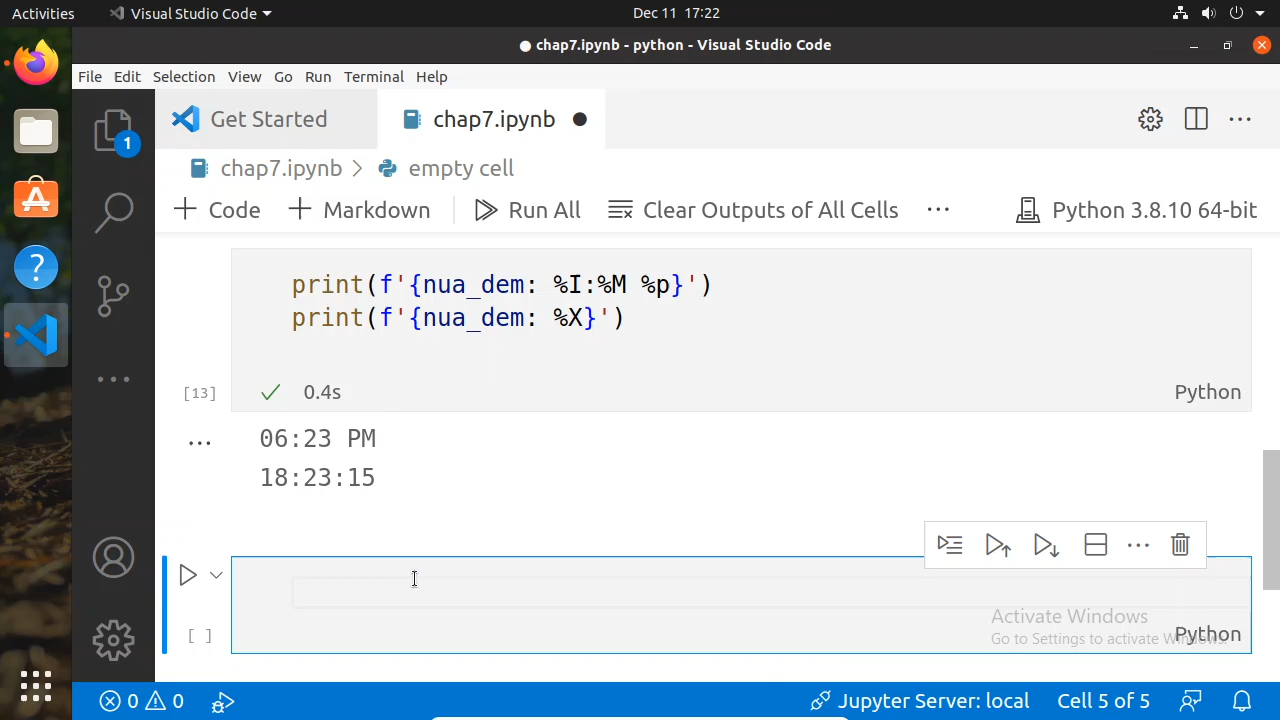 Activities Visual Studio Code Dec 11 17:22
● chap7.ipynb - python - Visual Studio Code
File Edit Selection View Go Run Terminal Help
1 Get Started chap7.ipynb
chap7.ipynb > empty cell
Code Markdown Run All Clear Outputs of All Cells Python 3.8.10 64-bit
print(f'{nua_dem: %I:%M %p}')
print(f'{nua_dem: %X}')
[13] 0.4s Python
06:23 PM
18:23:15
Activate Windows
[ ] Go to Settings to activate Windows. Python
0 0 Jupyter Server: local Cell 5 of 5